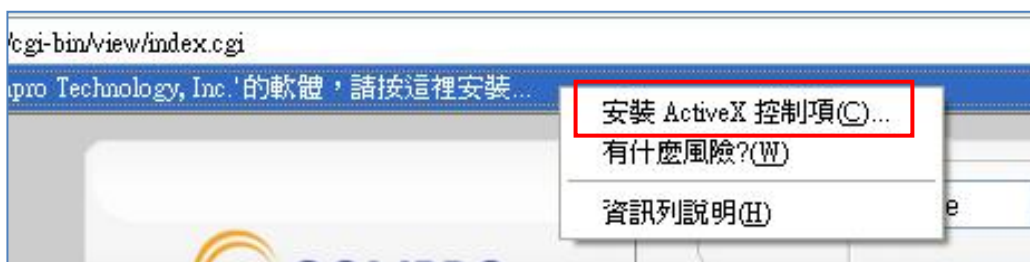 /cgi-bin/view/index.cgi
pro Technology, Inc.'的軟體，請按這裡安裝...
安裝 ActiveX 控制項(C)...
有什麼風險?(W)
資訊列説明(H)
e